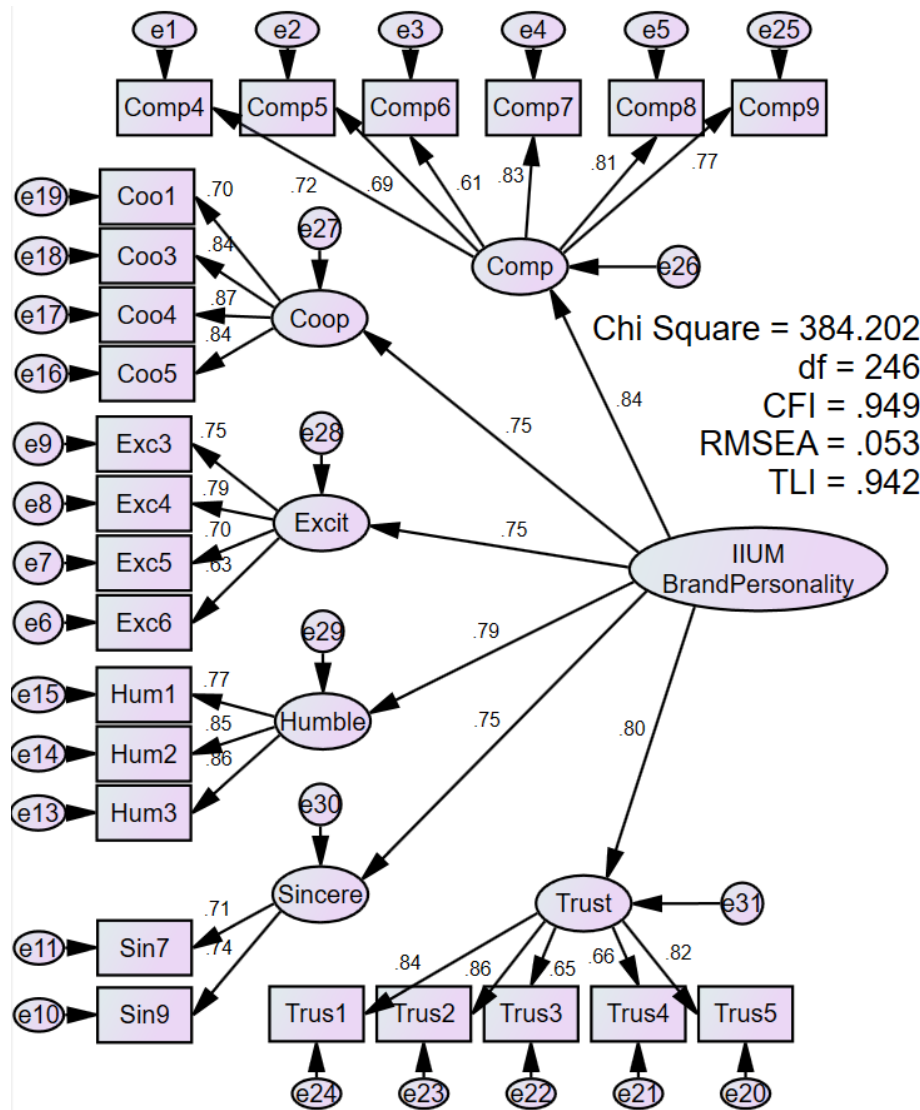 e1
e2
e3
e4
e5
e25
Comp4
Comp5
Comp6
Comp7
Comp8
Comp9
.72
.69
.61
.83
.81
.77
Comp
e26
e19
Coo1
.70
e18
Coo3
.84
e17
Coo4
.87
e16
Coo5
.84
e27
Coop
Chi Square = 384.202
df = 246
CFI = .949
RMSEA = .053
TLI = .942
.84
.75
e9
Exc3
.75
e8
Exc4
.79
e7
Exc5
.70
e6
Exc6
.63
e28
Excit
.75
IIUM
BrandPersonality
e15
Hum1
.77
e14
Hum2
.85
e13
Hum3
.86
e29
Humble
.79
.75
.80
e30
Sincere
e11
Sin7
.71
e10
Sin9
.74
Trust
e31
.84
.86
.65
.66
.82
Trus1
Trus2
Trus3
Trus4
Trus5
e24
e23
e22
e21
e20